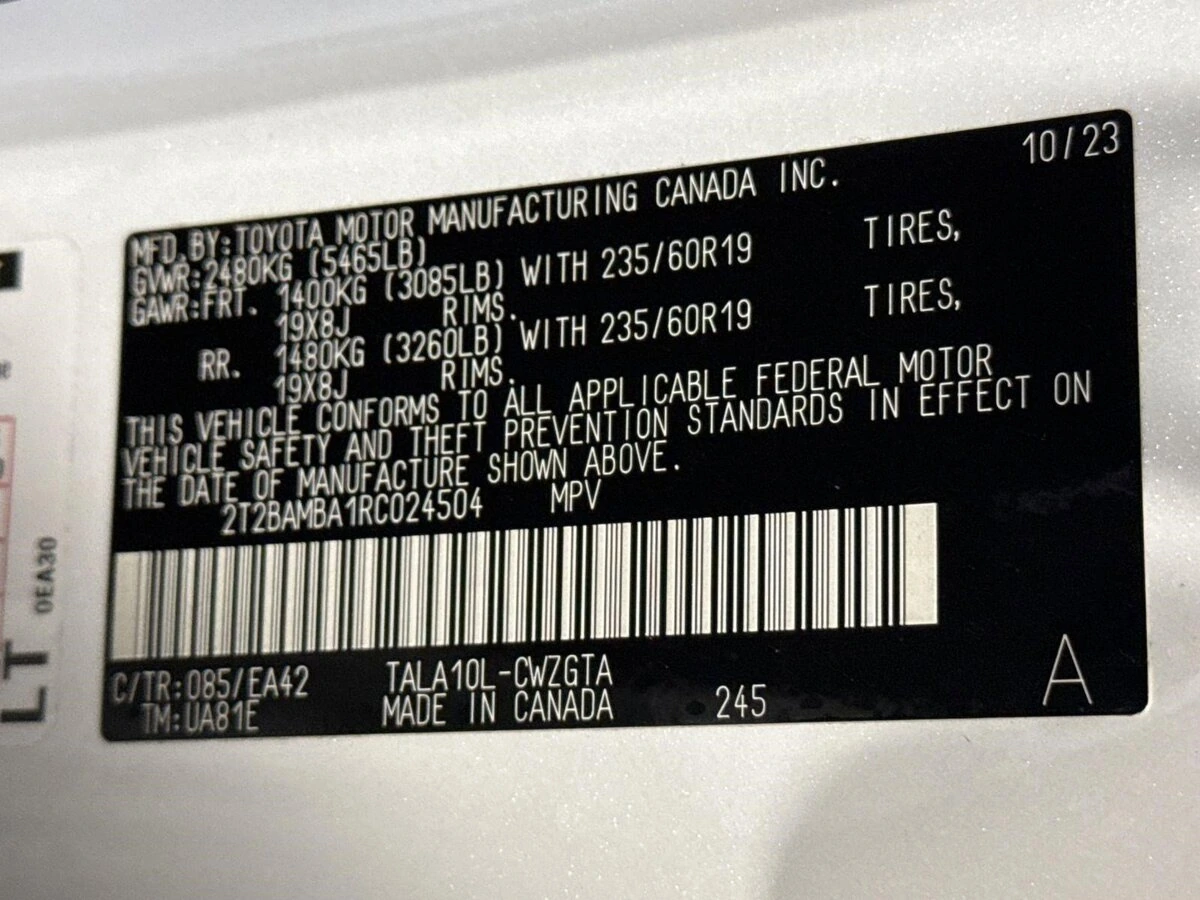 10/23
MFD.BY:TOYOTA MOTOR MANUFACTURING CANADA INC.
GVWR:2480KG (5465LB)
GAWR:FRT. 1400KG (3085LB) WITH 235/60R19 TIRES,
19X8J RIMS.
RR. 1480KG (3260LB) WITH 235/60R19 TIRES,
19X8J RIMS.
THIS VEHICLE CONFORMS TO ALL APPLICABLE FEDERAL MOTOR
VEHICLE SAFETY AND THEFT PREVENTION STANDARDS IN EFFECT ON
THE DATE OF MANUFACTURE SHOWN ABOVE.
2T2BAMBA1RC024504 MPV
C/TR:085/EA42 TALA10L-CWZGTA
TM:UA81E MADE IN CANADA 245
A
LT
0EA30